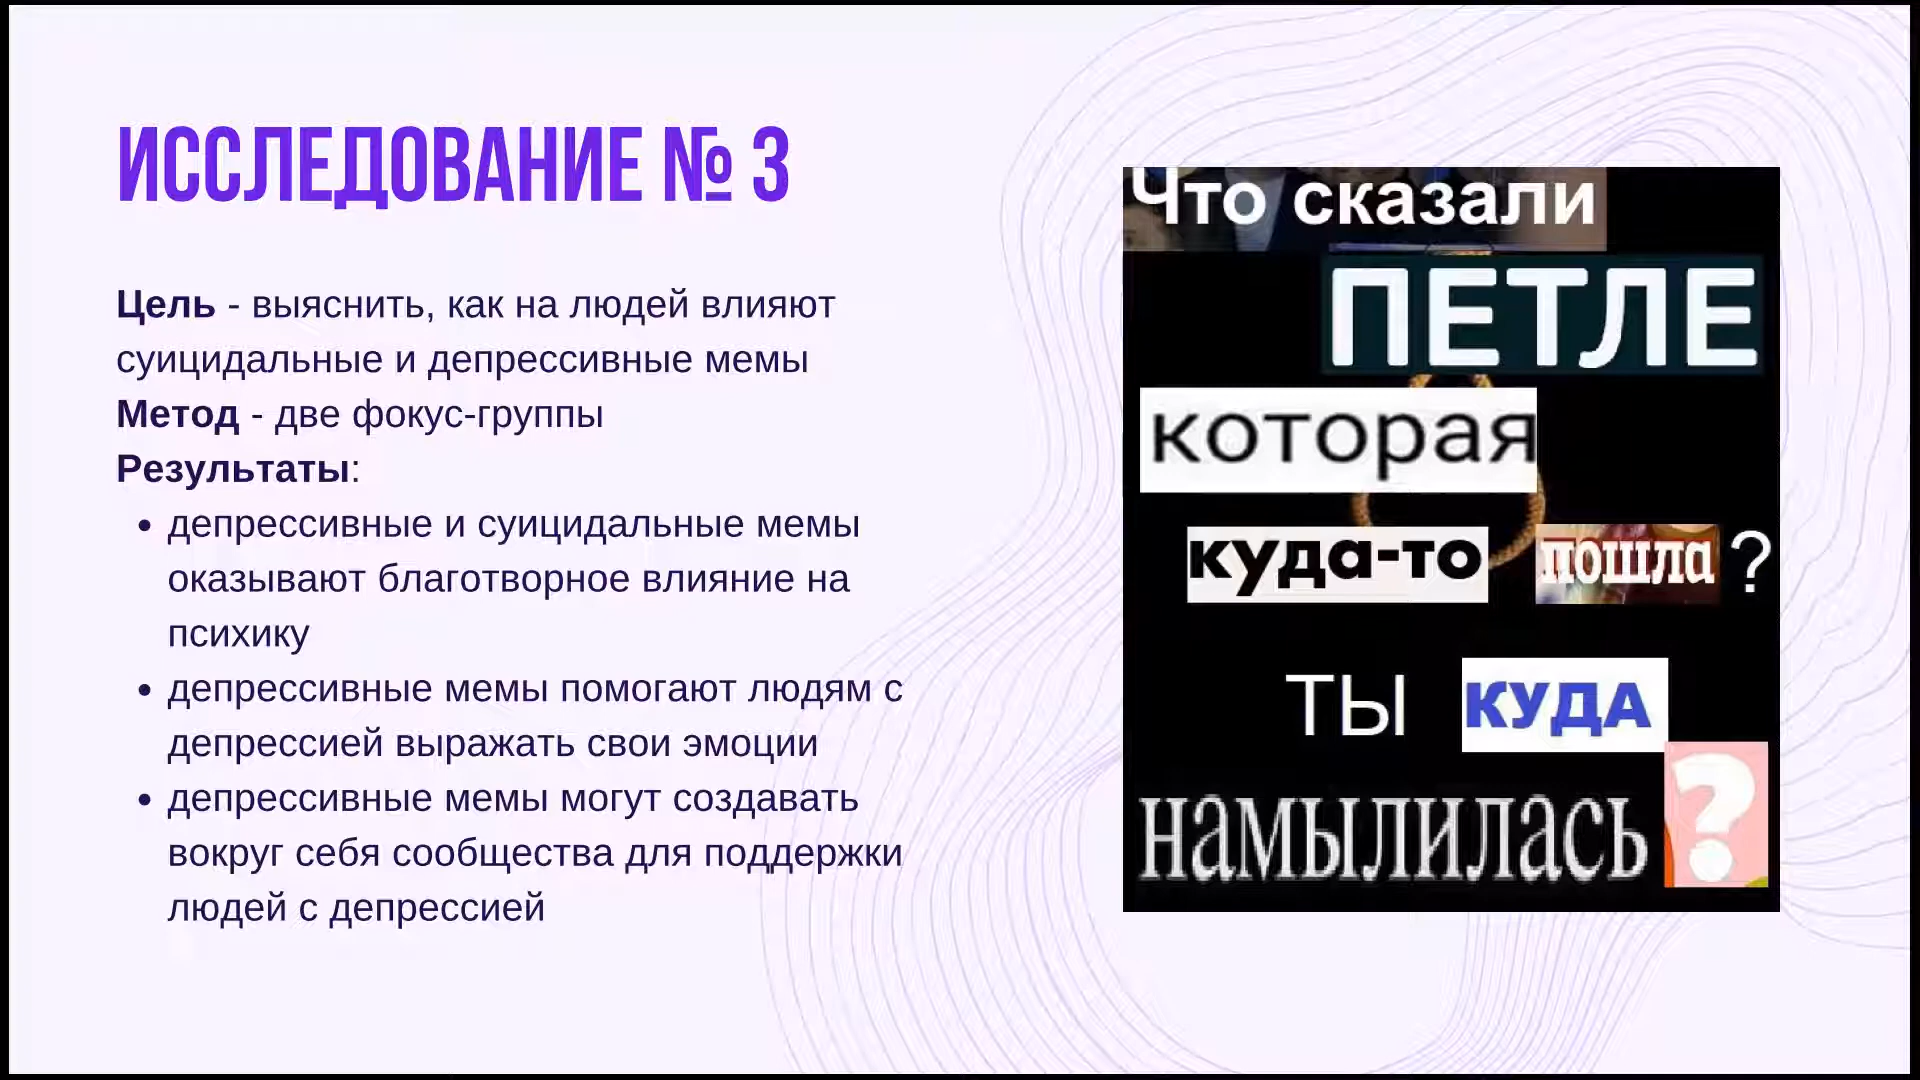 ИССЛЕДОВАНИЕ № 3
Цель - выяснить, как на людей влияют
суицидальные и депрессивные мемы
Метод - две фокус-группы
Результаты:
• депрессивные и суицидальные мемы
оказывают благотворное влияние на
психику
• депрессивные мемы помогают людям с
депрессией выражать свои эмоции
• депрессивные мемы могут создавать
вокруг себя сообщества для поддержки
людей с депрессией
Что сказали
ПЕТЛЕ
которая
куда-то пошла?
ТЫ КУДА
намылилась?